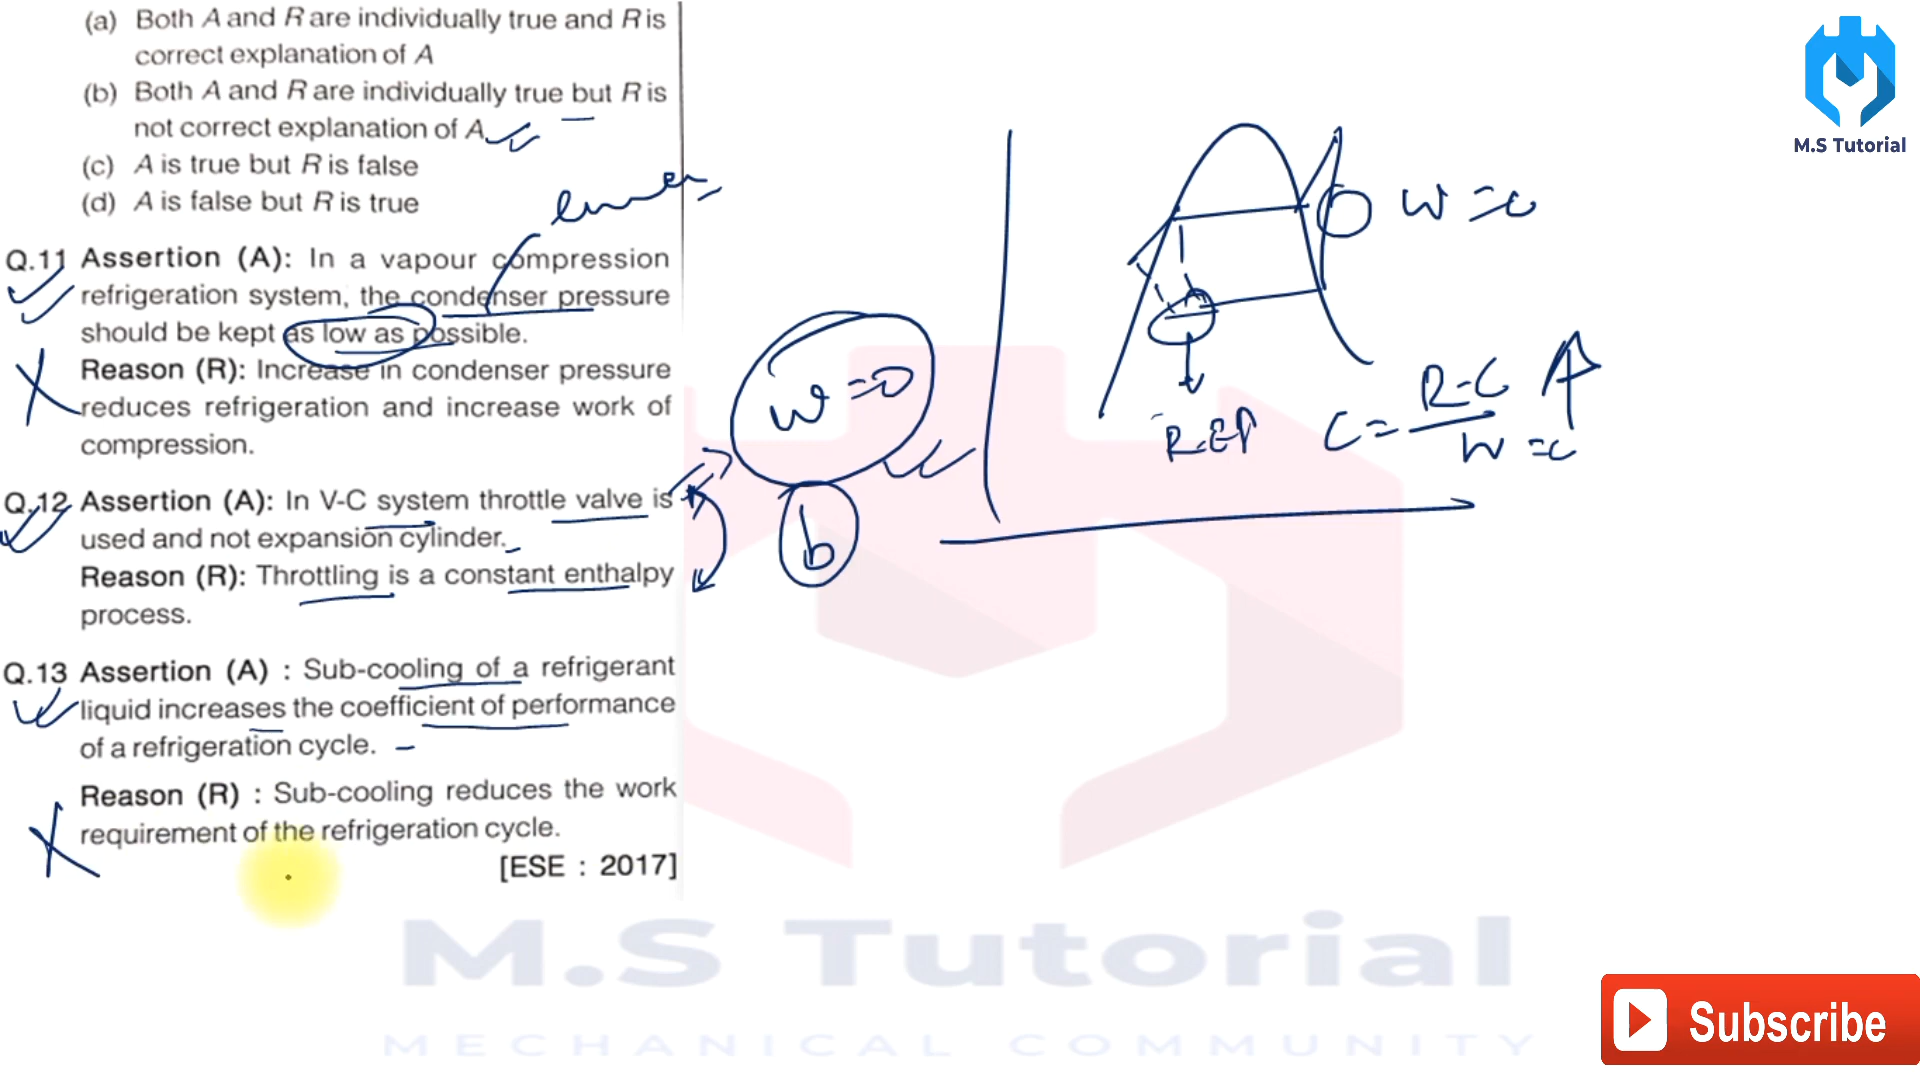 (a) Both A and R are individually true and R is
correct explanation of A
(b) Both A and R are individually true but R is
not correct explanation of A
(c) A is true but R is false
(d) A is false but R is true
Q.11 Assertion (A): In a vapour compression
refrigeration system, the condenser pressure
should be kept as low as possible.
Reason (R): Increase in condenser pressure
reduces refrigeration and increase work of
compression.
Q.12 Assertion (A): In V-C system throttle valve is
used and not expansion cylinder.
Reason (R): Throttling is a constant enthalpy
process.
Q.13 Assertion (A) : Sub-cooling of a refrigerant
liquid increases the coefficient of performance
of a refrigeration cycle.
Reason (R) : Sub-cooling reduces the work
requirement of the refrigeration cycle.
[ESE : 2017]
w=0
b
w=c
C=
W=c
M.S Tutorial
M.S Tutorial
MECHANICAL COMMUNITY
Subscribe